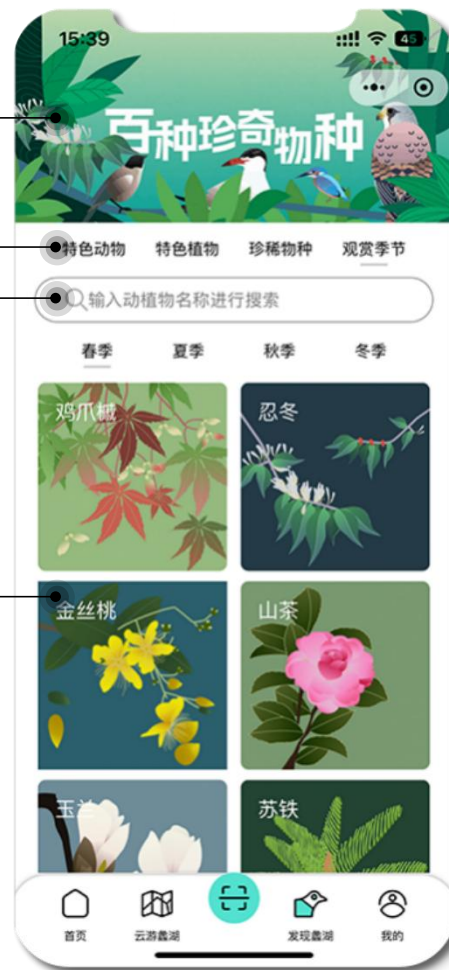 15:39
45
百种珍奇物种
特色动物 特色植物 珍稀物种 观赏季节
输入动植物名称进行搜索
春季 夏季 秋季 冬季
鸡爪槭 忍冬
金丝桃 山茶
玉兰 苏铁
首页 云游蠡湖 发现蠡湖 我的